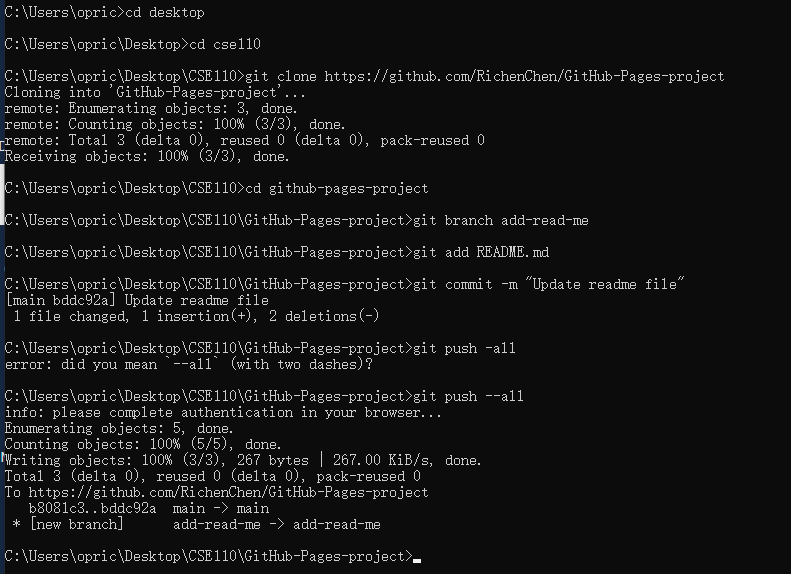 C:\Users\opric>cd desktop
C:\Users\opric\Desktop>cd cse110
C:\Users\opric\Desktop\CSE110>git clone https://github.com/RichenChen/GitHub-Pages-project
Cloning into 'GitHub-Pages-project'...
remote: Enumerating objects: 3, done.
remote: Counting objects: 100% (3/3), done.
remote: Total 3 (delta 0), reused 0 (delta 0), pack-reused 0
Receiving objects: 100% (3/3), done.
C:\Users\opric\Desktop\CSE110>cd github-pages-project
C:\Users\opric\Desktop\CSE110\GitHub-Pages-project>git branch add-read-me
C:\Users\opric\Desktop\CSE110\GitHub-Pages-project>git add README.md
C:\Users\opric\Desktop\CSE110\GitHub-Pages-project>git commit -m "Update readme file"
[main bddc92a] Update readme file
 1 file changed, 1 insertion(+), 2 deletions(-)
C:\Users\opric\Desktop\CSE110\GitHub-Pages-project>git push -all
error: did you mean `--all` (with two dashes)?
C:\Users\opric\Desktop\CSE110\GitHub-Pages-project>git push --all
info: please complete authentication in your browser...
Enumerating objects: 5, done.
Counting objects: 100% (5/5), done.
Writing objects: 100% (3/3), 267 bytes | 267.00 KiB/s, done.
Total 3 (delta 0), reused 0 (delta 0), pack-reused 0
To https://github.com/RichenChen/GitHub-Pages-project
   b8081c3..bddc92a  main -> main
 * [new branch]      add-read-me -> add-read-me
C:\Users\opric\Desktop\CSE110\GitHub-Pages-project>